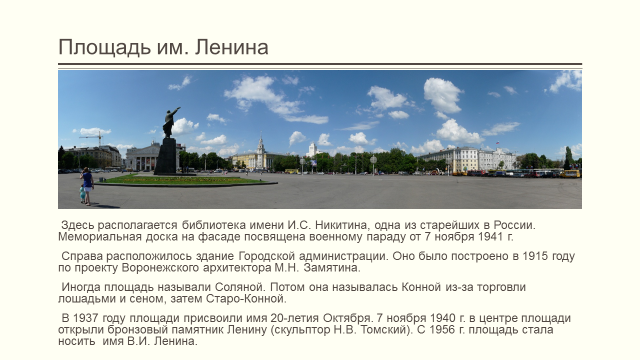 Площадь им. Ленина
Здесь располагается библиотека имени И.С. Никитина, одна из старейших в России.
Мемориальная доска на фасаде посвящена военному параду от 7 ноября 1941 г.
Справа расположилось здание Городской администрации. Оно было построено в 1915 году
по проекту Воронежского архитектора М.Н. Замятина.
Иногда площадь называли Соляной. Потом она называлась Конной из-за торговли
лошадьми и сеном, затем Старо-Конной.
В 1937 году площади присвоили имя 20-летия Октября. 7 ноября 1940 г. в центре площади
открыли бронзовый памятник Ленину (скульптор Н.В. Томский). С 1956 г. площадь стала
носить имя В.И. Ленина.